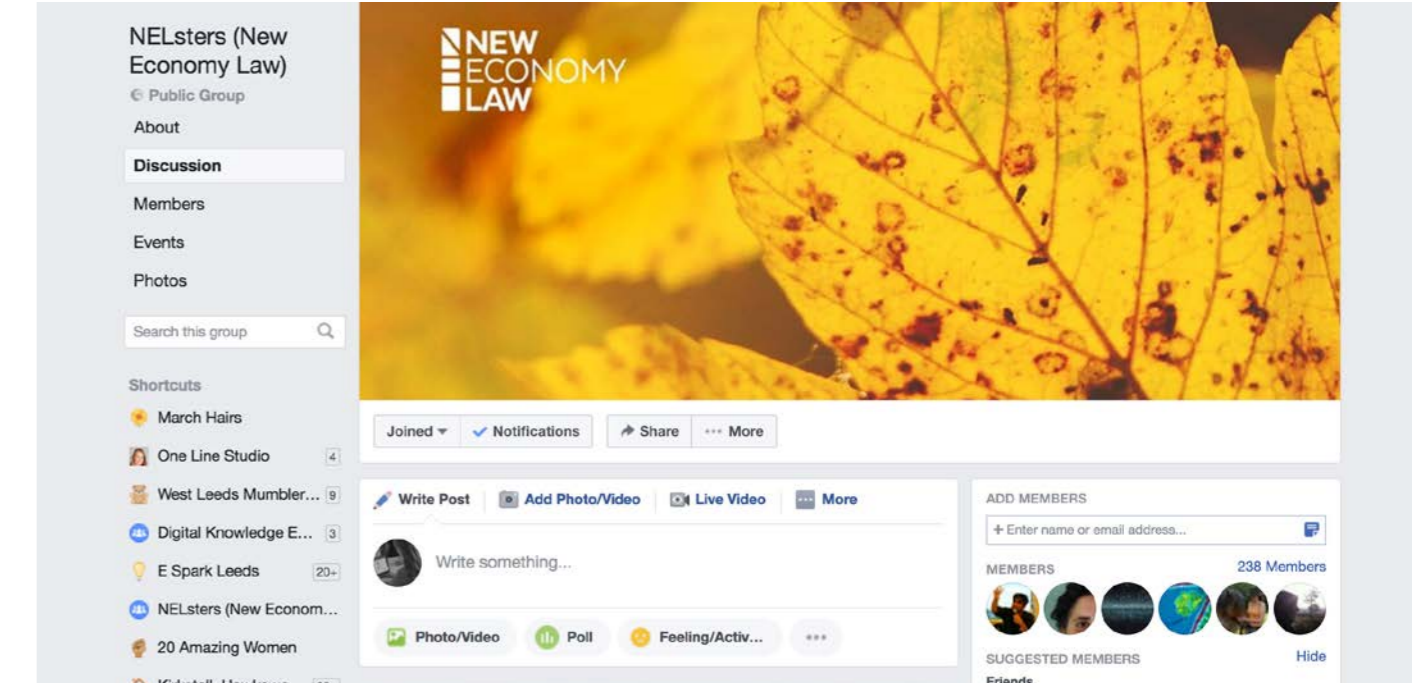 NELsters (New
Economy Law)
Public Group
About
Discussion
Members
Events
Photos
Search this group
Shortcuts
March Hairs
One Line Studio 4
West Leeds Mumbler... 9
Digital Knowledge E... 3
E Spark Leeds 20+
NELsters (New Econom...
20 Amazing Women
NEW
ECONOMY
LAW
Joined Notifications Share More
Write Post Add Photo/Video Live Video More
Write something...
Photo/Video Poll Feeling/Activ...
ADD MEMBERS
+ Enter name or email address...
MEMBERS 238 Members
SUGGESTED MEMBERS Hide
Friends